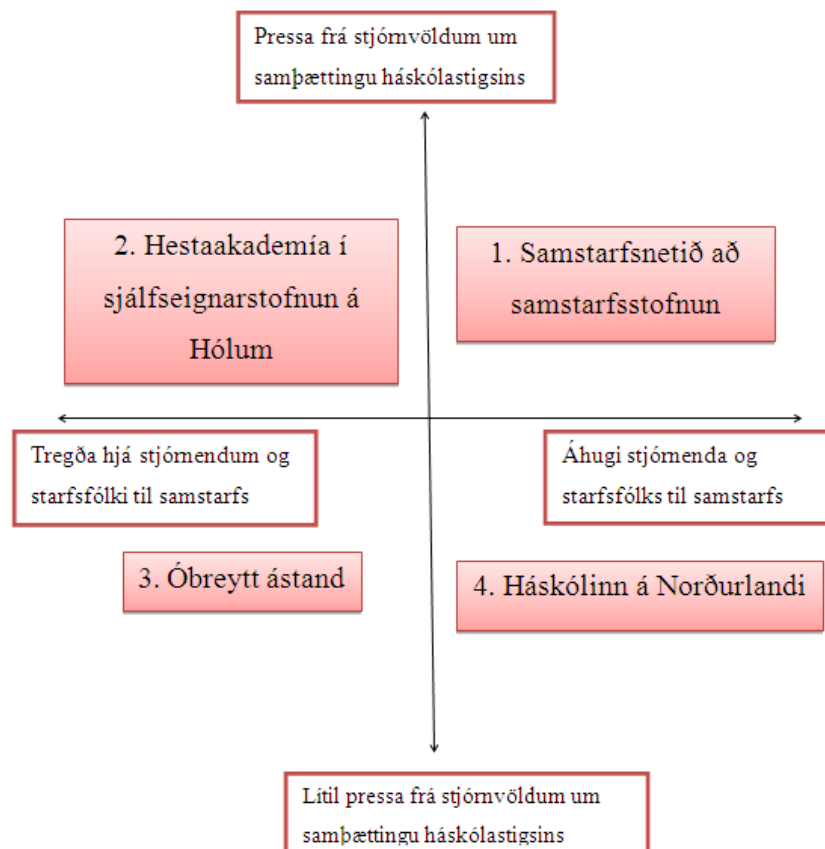 Pressa frá stjórnvöldum um
samþættingu háskólastigsins
2. Hestaakademía í
sjálfseignarstofnun á
Hólum
1. Samstarfsnetið að
samstarfsstofnun
Tregða hjá stjórnendum og
starfsfólki til samstarfs
Áhugi stjórnenda og
starfsfólks til samstarfs
3. Óbreytt ástand
4. Háskólinn á Norðurlandi
Lítil pressa frá stjórnvöldum um
samþættingu háskólastigsins